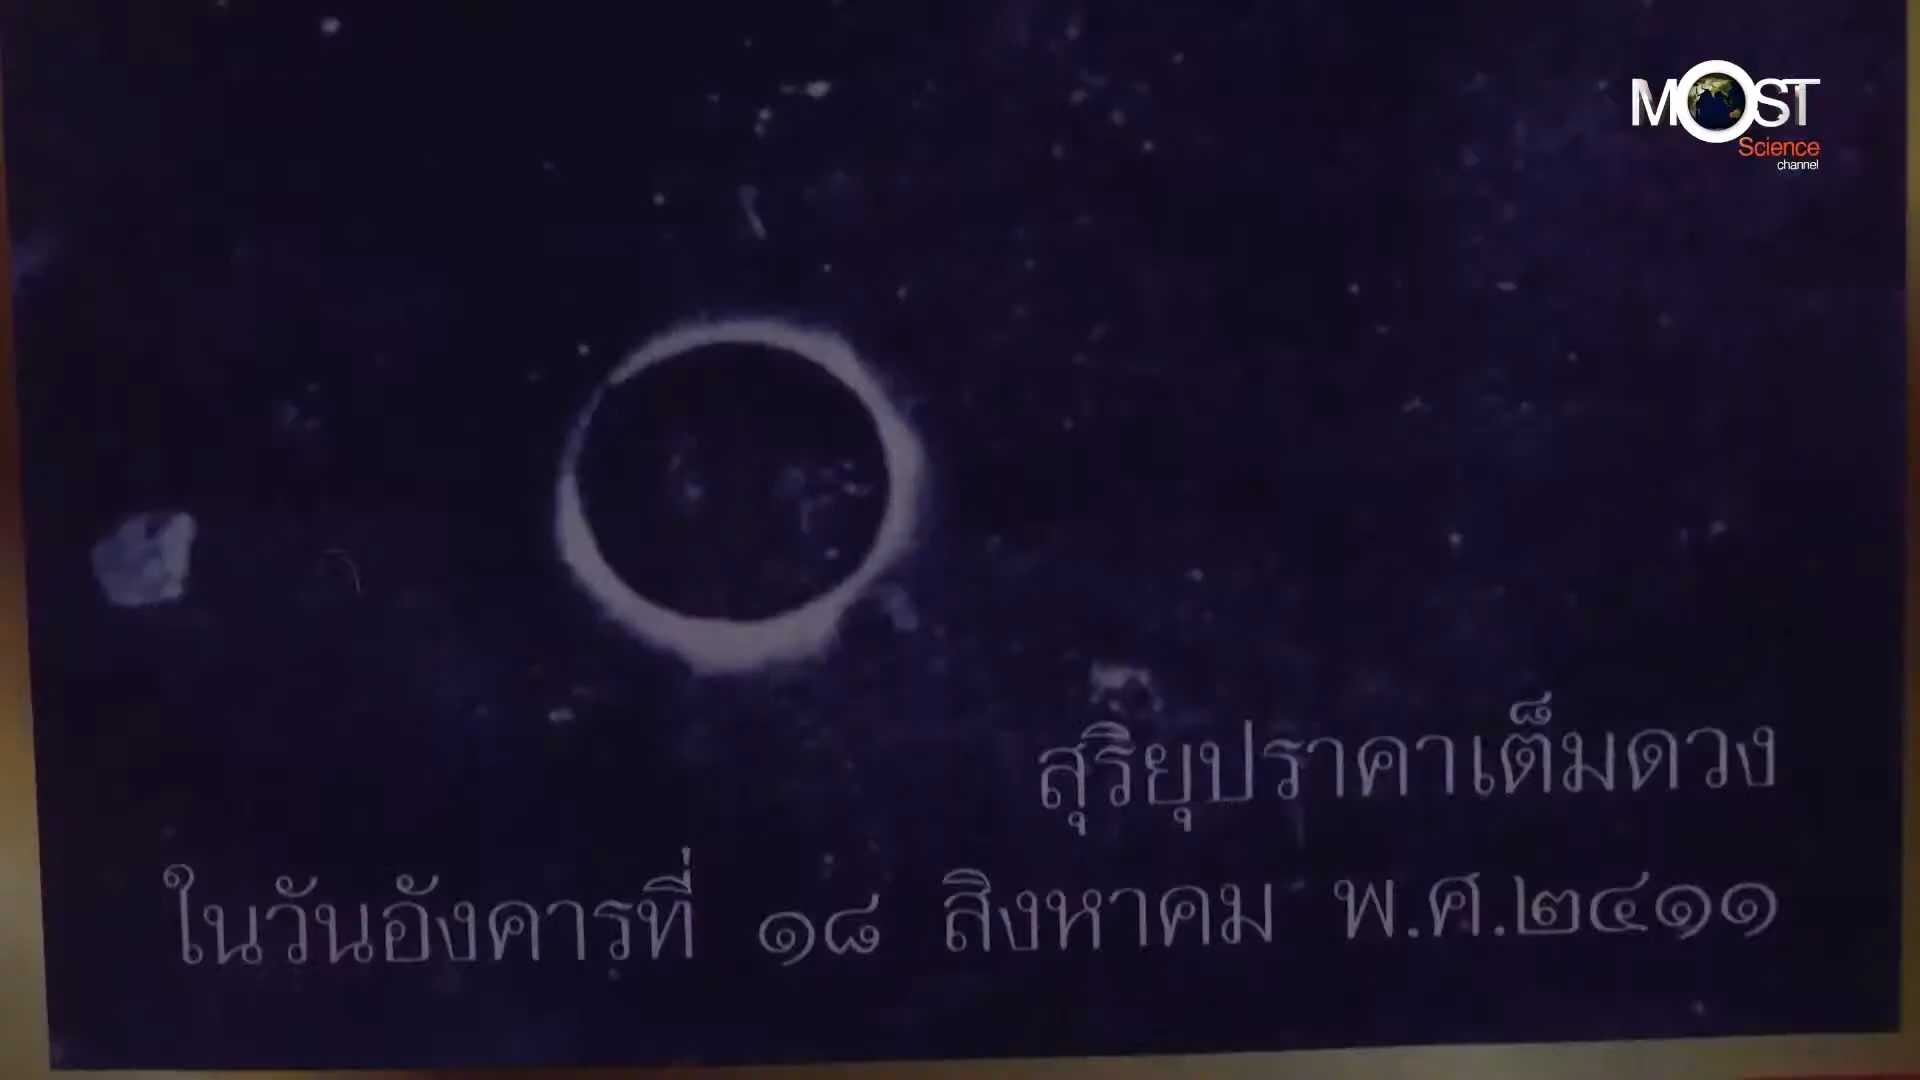 MOST
Science
channel
สุริยุปราคาเต็มดวง
ในวันอังคารที่ ๑๘ สิงหาคม พ.ศ.๒๔๑๑